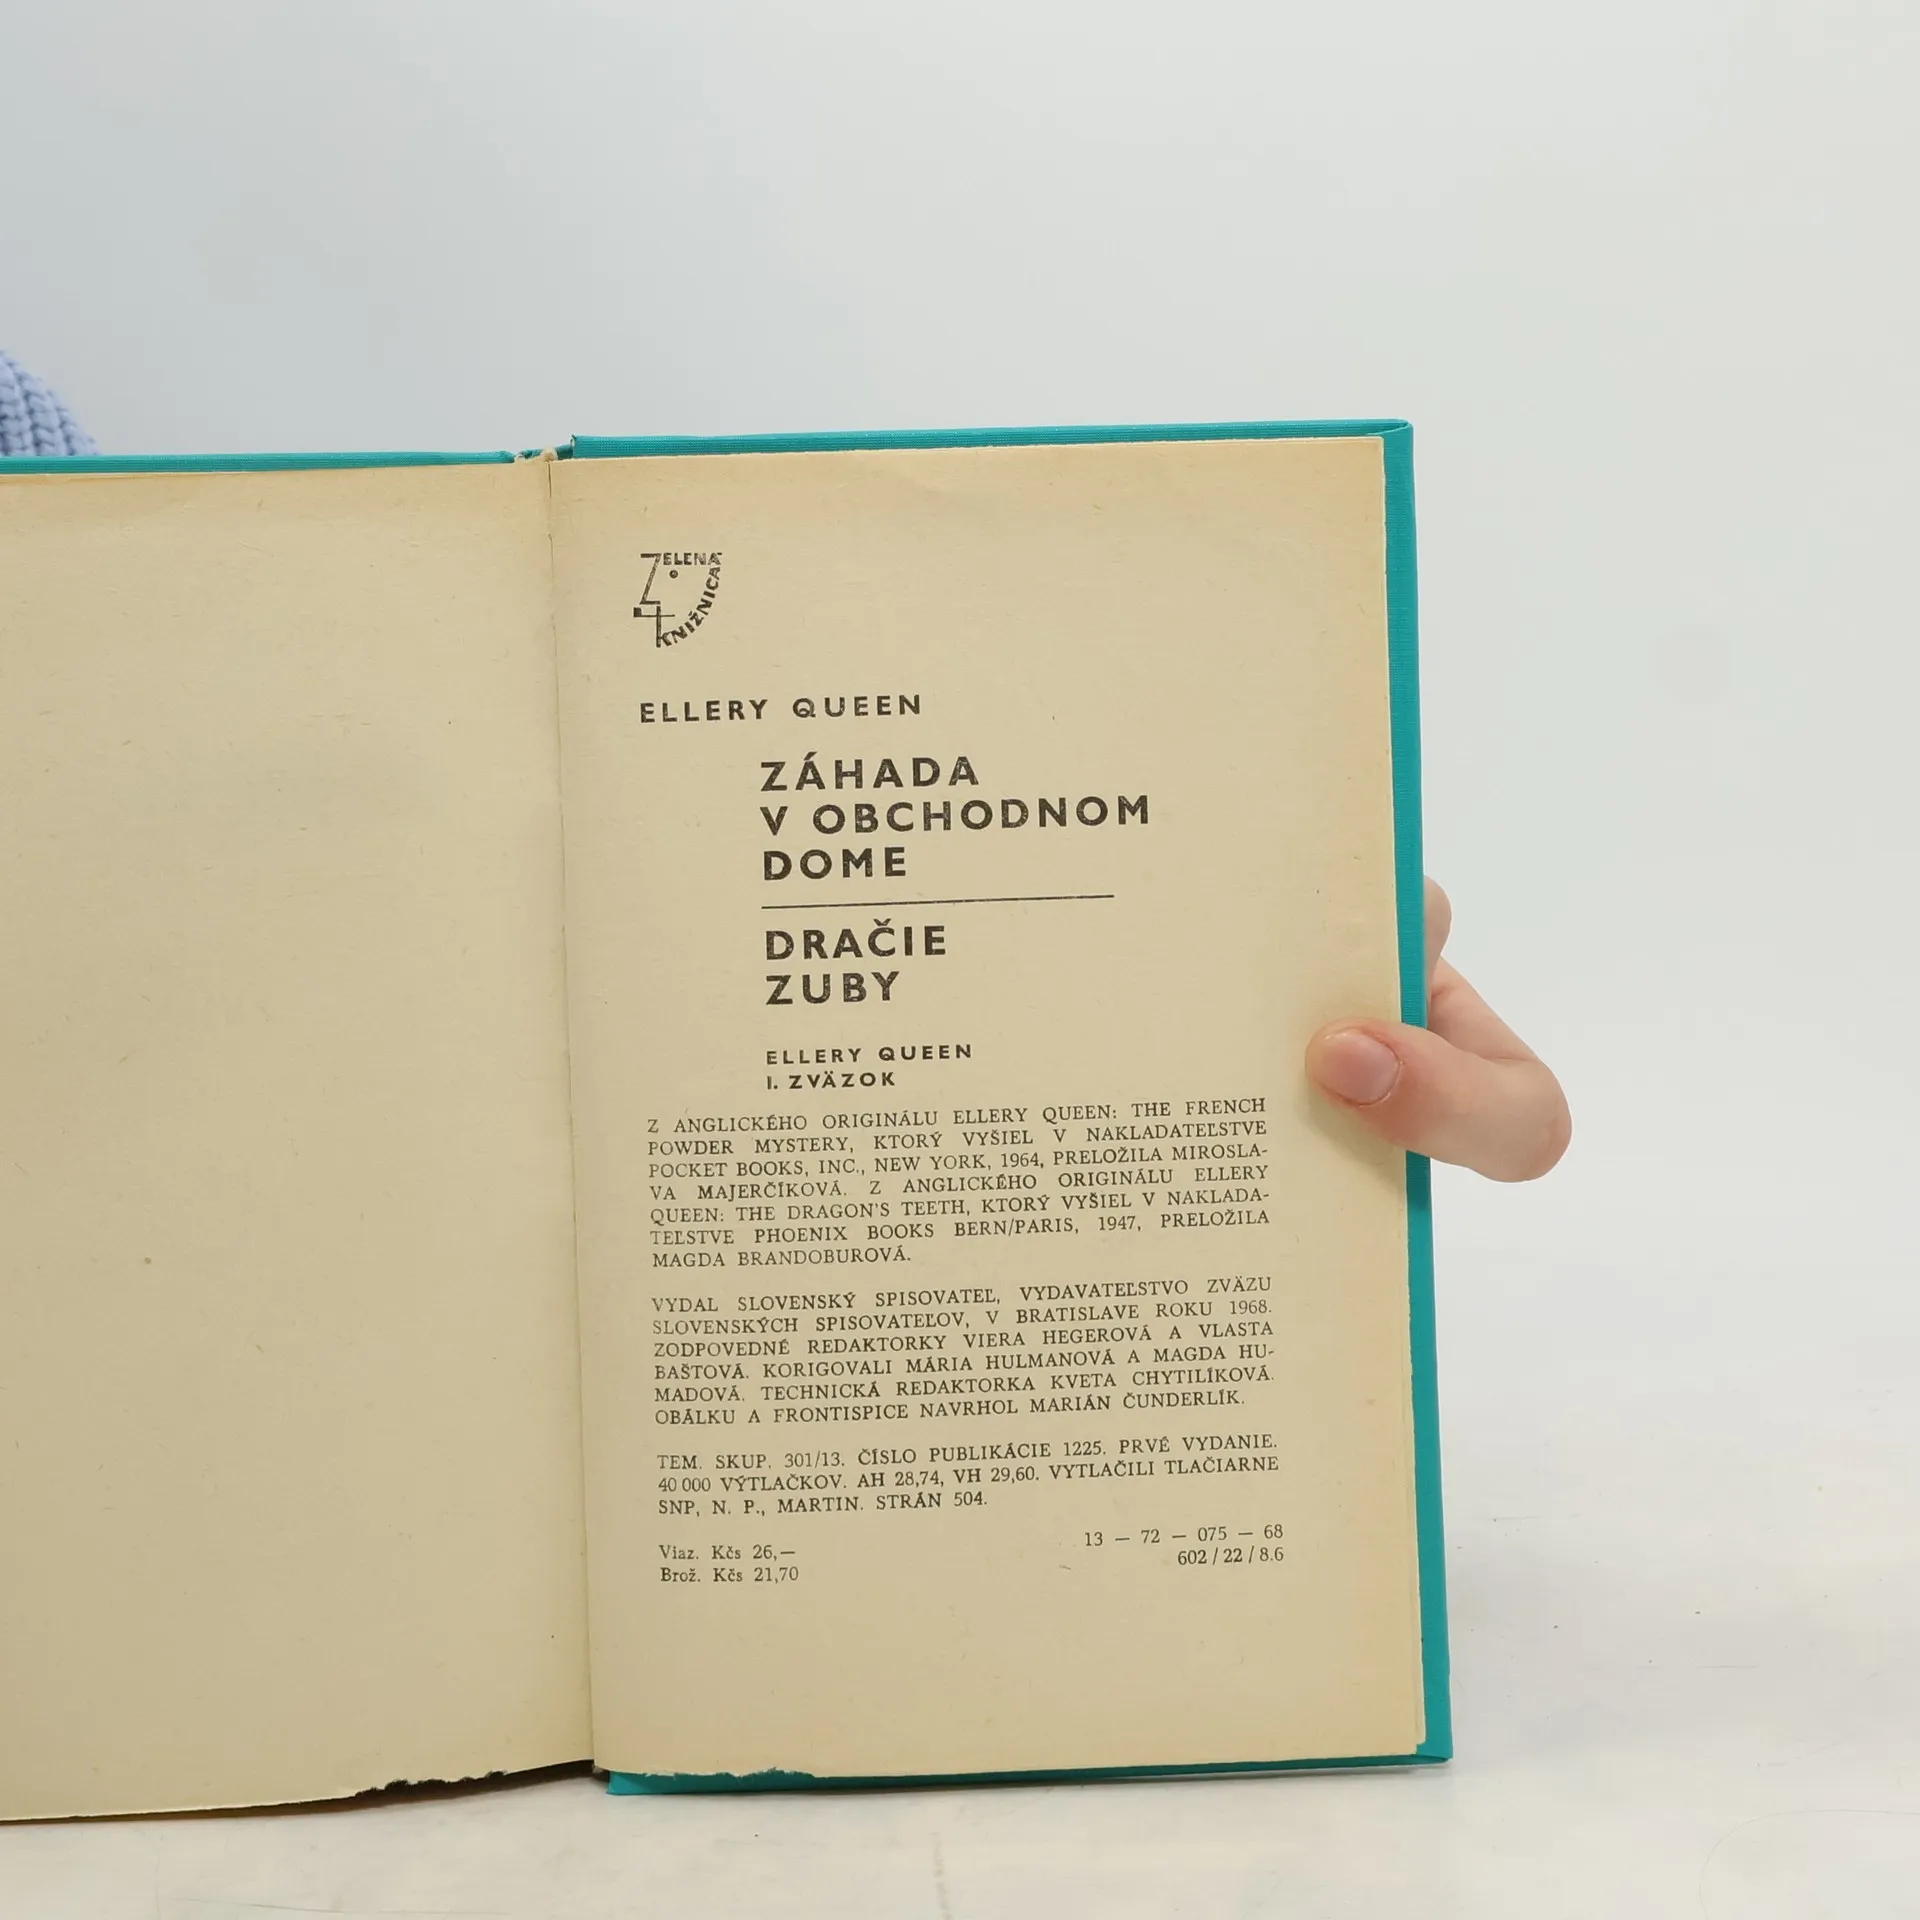 ZELENÁ
KNIŽNICA
ELLERY QUEEN
ZÁHADA
V OBCHODNOM
DOME
DRAČIE
ZUBY
ELLERY QUEEN
I. ZVÄZOK
Z ANGLICKÉHO ORIGINÁLU ELLERY QUEEN: THE FRENCH
POWDER MYSTERY, KTORÝ VYŠIEL V NAKLADATEĽSTVE
POCKET BOOKS, INC., NEW YORK, 1964, PRELOŽILA MIROSLA-
VA MAJERČÍKOVÁ. Z ANGLICKÉHO ORIGINÁLU ELLERY
QUEEN: THE DRAGON'S TEETH, KTORÝ VYŠIEL V NAKLADA-
TEĽSTVE PHOENIX BOOKS BERN/PARIS, 1947, PRELOŽILA
MAGDA BRANDOBUROVÁ.
VYDAL SLOVENSKÝ SPISOVATEĽ, VYDAVATEĽSTVO ZVÄZU
SLOVENSKÝCH SPISOVATEĽOV, V BRATISLAVE ROKU 1968.
ZODPOVEDNÉ REDAKTORKY VIERA HEGEROVÁ A VLASTA
BAŠTOVÁ. KORIGOVALI MÁRIA HULMANOVÁ A MAGDA HU-
MADOVÁ. TECHNICKÁ REDAKTORKA KVETA CHYTILÍKOVÁ.
OBÁLKU A FRONTISPICE NAVRHOL MARIÁN ČUNDERLÍK.
TEM. SKUP. 301/13. ČÍSLO PUBLIKÁCIE 1225. PRVÉ VYDANIE.
40 000 VÝTLAČKOV. AH 28,74, VH 29,60. VYTLAČILI TLAČIARNE
SNP, N. P., MARTIN. STRÁN 504.
Viaz. Kčs 26,—
Brož. Kčs 21,70
13 — 72 — 075 — 68
602 / 22 / 8.6